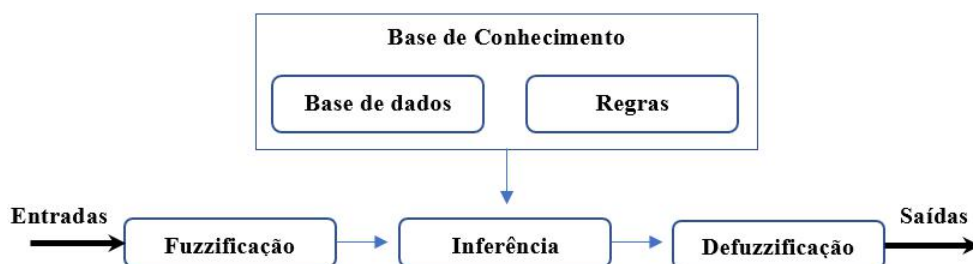 Base de Conhecimento
Base de dados
Regras
Entradas
Saídas
Fuzzificação
Inferência
Defuzzificação